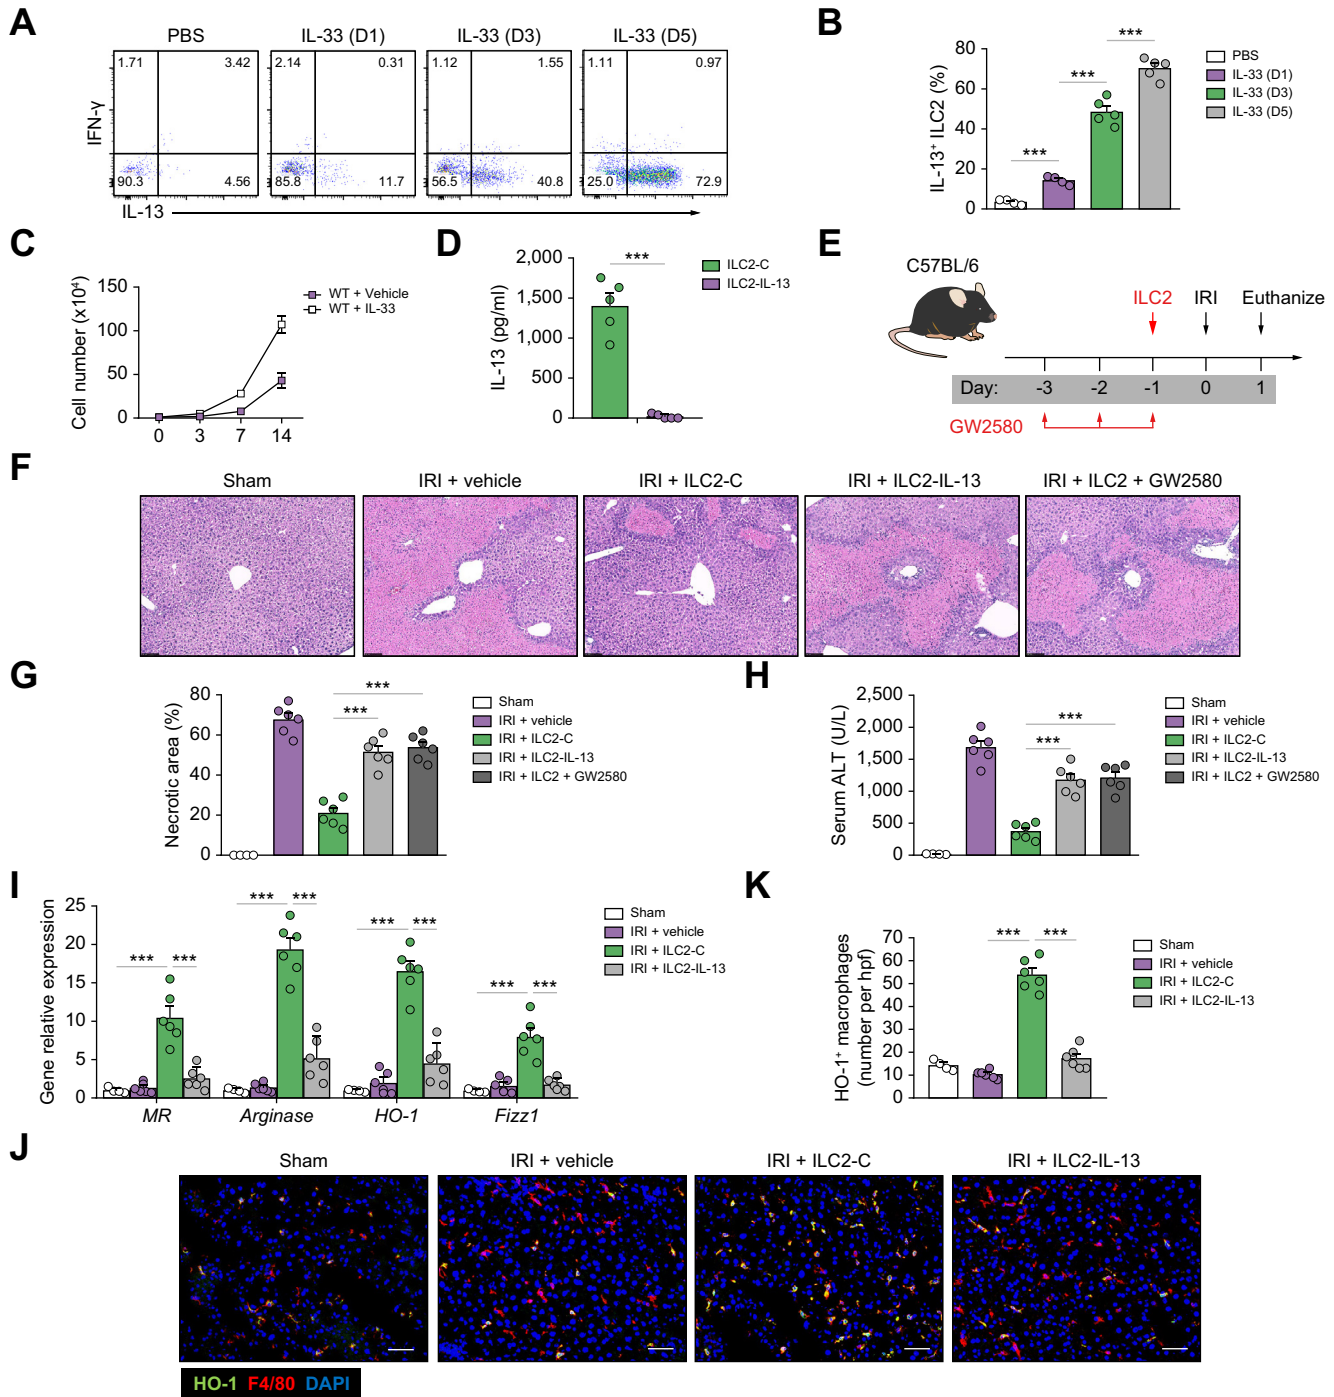 A
PBS
IL-33 (D1)
IL-33 (D3)
IL-33 (D5)
1.71 3.42
2.14 0.31
1.12 1.55
1.11 0.97
IFN-γ
90.3 4.56
85.8 11.7
56.5 40.8
25.0 72.9
IL-13
B
IL-13+ ILC2 (%)
80
60
40
20
0
***
***
***
PBS
IL-33 (D1)
IL-33 (D3)
IL-33 (D5)
C
Cell number (x10⁴)
150
100
50
0
0 3 7 14
WT + Vehicle
WT + IL-33
D
IL-13 (pg/ml)
2,000
1,500
1,000
500
0
***
ILC2-C
ILC2-IL-13
E
C57BL/6
ILC2 IRI Euthanize
Day: -3 -2 -1 0 1
GW2580
F
Sham
IRI + vehicle
IRI + ILC2-C
IRI + ILC2-IL-13
IRI + ILC2 + GW2580
G
Necrotic area (%)
80
60
40
20
0
***
***
Sham
IRI + vehicle
IRI + ILC2-C
IRI + ILC2-IL-13
IRI + ILC2 + GW2580
H
Serum ALT (U/L)
2,500
2,000
1,500
1,000
500
0
***
***
Sham
IRI + vehicle
IRI + ILC2-C
IRI + ILC2-IL-13
IRI + ILC2 + GW2580
I
Gene relative expression
25
20
15
10
5
0
*** ***
*** ***
*** ***
*** ***
MR Arginase HO-1 Fizz1
Sham
IRI + vehicle
IRI + ILC2-C
IRI + ILC2-IL-13
K
HO-1+ macrophages
(number per hpf)
70
60
50
40
30
20
10
0
*** ***
Sham
IRI + vehicle
IRI + ILC2-C
IRI + ILC2-IL-13
J
Sham
IRI + vehicle
IRI + ILC2-C
IRI + ILC2-IL-13
HO-1 F4/80 DAPI